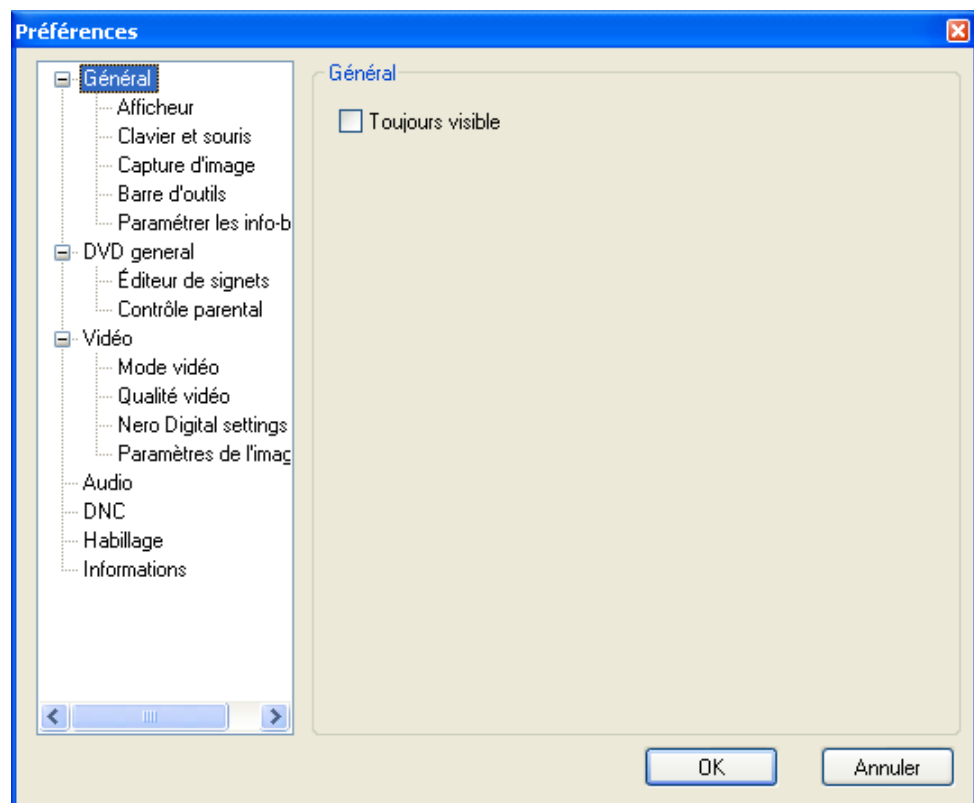 Préférences
Général
Afficheur
Clavier et souris
Capture d'image
Barre d'outils
Paramétrer les info-b
DVD general
Éditeur de signets
Contrôle parental
Vidéo
Mode vidéo
Qualité vidéo
Nero Digital settings
Paramètres de l'imag
Audio
DNC
Habillage
Informations
Général
Toujours visible
OK
Annuler